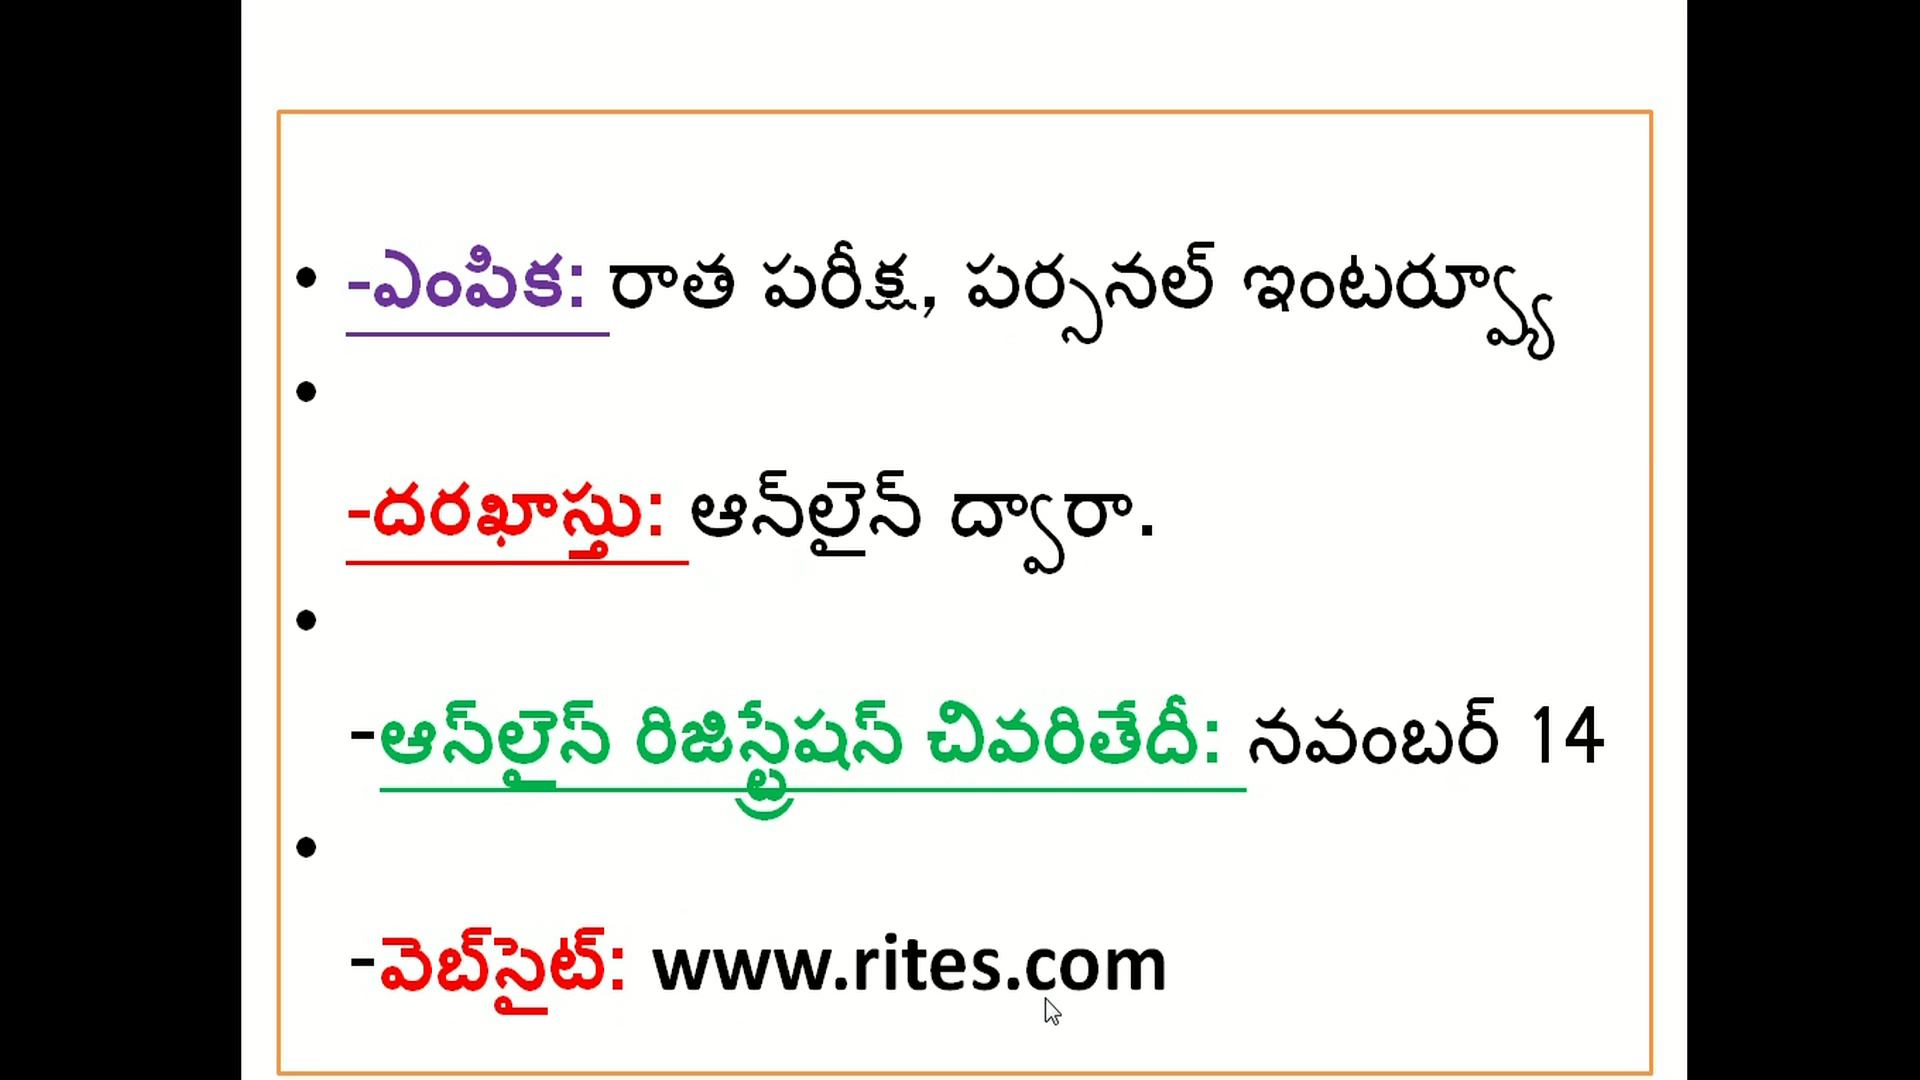 • -ఎంపిక: రాత పరీక్ష, పర్సనల్ ఇంటర్వ్యూ
•
-దరఖాస్తు: ఆన్‌లైన్ ద్వారా.
•
-ఆన్‌లైన్ రిజిస్ట్రేషన్ చివరితేదీ: నవంబర్ 14
•
-వెబ్‌సైట్: www.rites.com